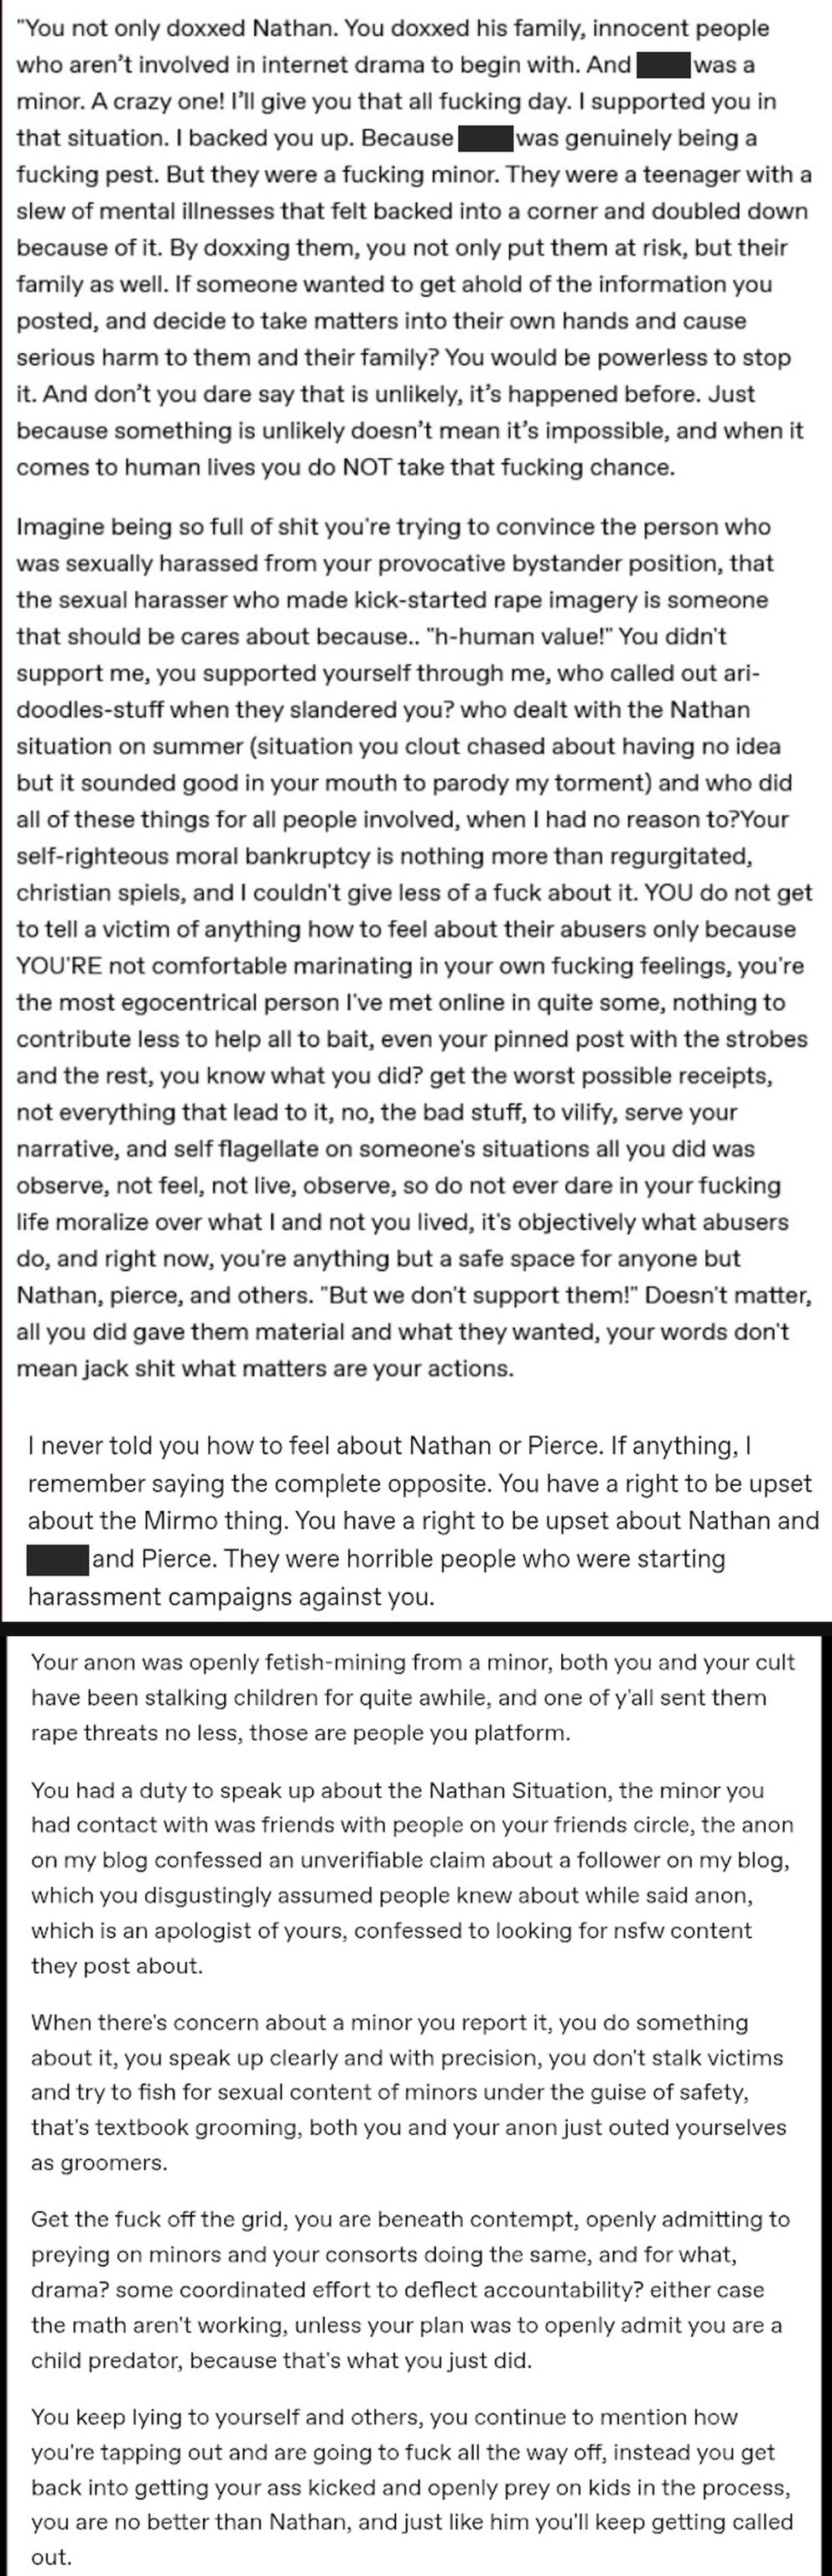 "You not only doxxed Nathan. You doxxed his family, innocent people
who aren't involved in internet drama to begin with. And was a
minor. A crazy one! I'll give you that all fucking day. I supported you in
that situation. I backed you up. Because was genuinely being a
fucking pest. But they were a fucking minor. They were a teenager with a
slew of mental illnesses that felt backed into a corner and doubled down
because of it. By doxxing them, you not only put them at risk, but their
family as well. If someone wanted to get ahold of the information you
posted, and decide to take matters into their own hands and cause
serious harm to them and their family? You would be powerless to stop
it. And don't you dare say that is unlikely, it's happened before. Just
because something is unlikely doesn't mean it's impossible, and when it
comes to human lives you do NOT take that fucking chance.
Imagine being so full of shit you're trying to convince the person who
was sexually harassed from your provocative bystander position, that
the sexual harasser who made kick-started rape imagery is someone
that should be cares about because.. "h-human value!" You didn't
support me, you supported yourself through me, who called out ari-
doodles-stuff when they slandered you? who dealt with the Nathan
situation on summer (situation you clout chased about having no idea
but it sounded good in your mouth to parody my torment) and who did
all of these things for all people involved, when I had no reason to?Your
self-righteous moral bankruptcy is nothing more than regurgitated,
christian spiels, and I couldn't give less of a fuck about it. YOU do not get
to tell a victim of anything how to feel about their abusers only because
YOU'RE not comfortable marinating in your own fucking feelings, you're
the most egocentrical person I've met online in quite some, nothing to
contribute less to help all to bait, even your pinned post with the strobes
and the rest, you know what you did? get the worst possible receipts,
not everything that lead to it, no, the bad stuff, to vilify, serve your
narrative, and self flagellate on someone's situations all you did was
observe, not feel, not live, observe, so do not ever dare in your fucking
life moralize over what I and not you lived, it's objectively what abusers
do, and right now, you're anything but a safe space for anyone but
Nathan, pierce, and others. "But we don't support them!" Doesn't matter,
all you did gave them material and what they wanted, your words don't
mean jack shit what matters are your actions.
I never told you how to feel about Nathan or Pierce. If anything, I
remember saying the complete opposite. You have a right to be upset
about the Mirmo thing. You have a right to be upset about Nathan and
and Pierce. They were horrible people who were starting
harassment campaigns against you.
Your anon was openly fetish-mining from a minor, both you and your cult
have been stalking children for quite awhile, and one of y'all sent them
rape threats no less, those are people you platform.
You had a duty to speak up about the Nathan Situation, the minor you
had contact with was friends with people on your friends circle, the anon
on my blog confessed an unverifiable claim about a follower on my blog,
which you disgustingly assumed people knew about while said anon,
which is an apologist of yours, confessed to looking for nsfw content
they post about.
When there's concern about a minor you report it, you do something
about it, you speak up clearly and with precision, you don't stalk victims
and try to fish for sexual content of minors under the guise of safety,
that's textbook grooming, both you and your anon just outed yourselves
as groomers.
Get the fuck off the grid, you are beneath contempt, openly admitting to
preying on minors and your consorts doing the same, and for what,
drama? some coordinated effort to deflect accountability? either case
the math aren't working, unless your plan was to openly admit you are a
child predator, because that's what you just did.
You keep lying to yourself and others, you continue to mention how
you're tapping out and are going to fuck all the way off, instead you get
back into getting your ass kicked and openly prey on kids in the process,
you are no better than Nathan, and just like him you'll keep getting called
out.